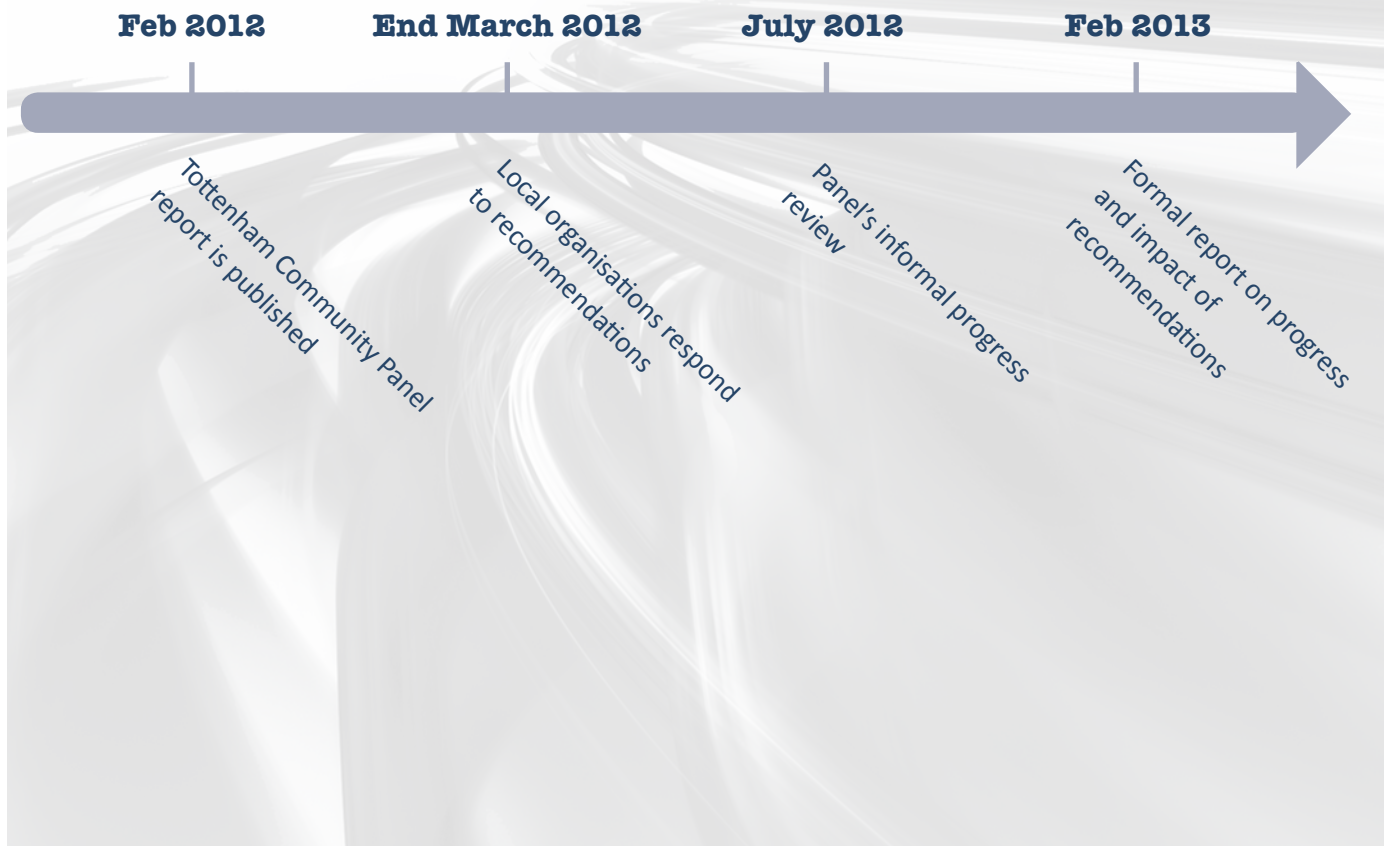 Feb 2012
End March 2012
July 2012
Feb 2013
Tottenham Community Panel
report is published
Local organisations respond
to recommendations
Panel's informal progress
review
Formal report on progress
and impact of
recommendations